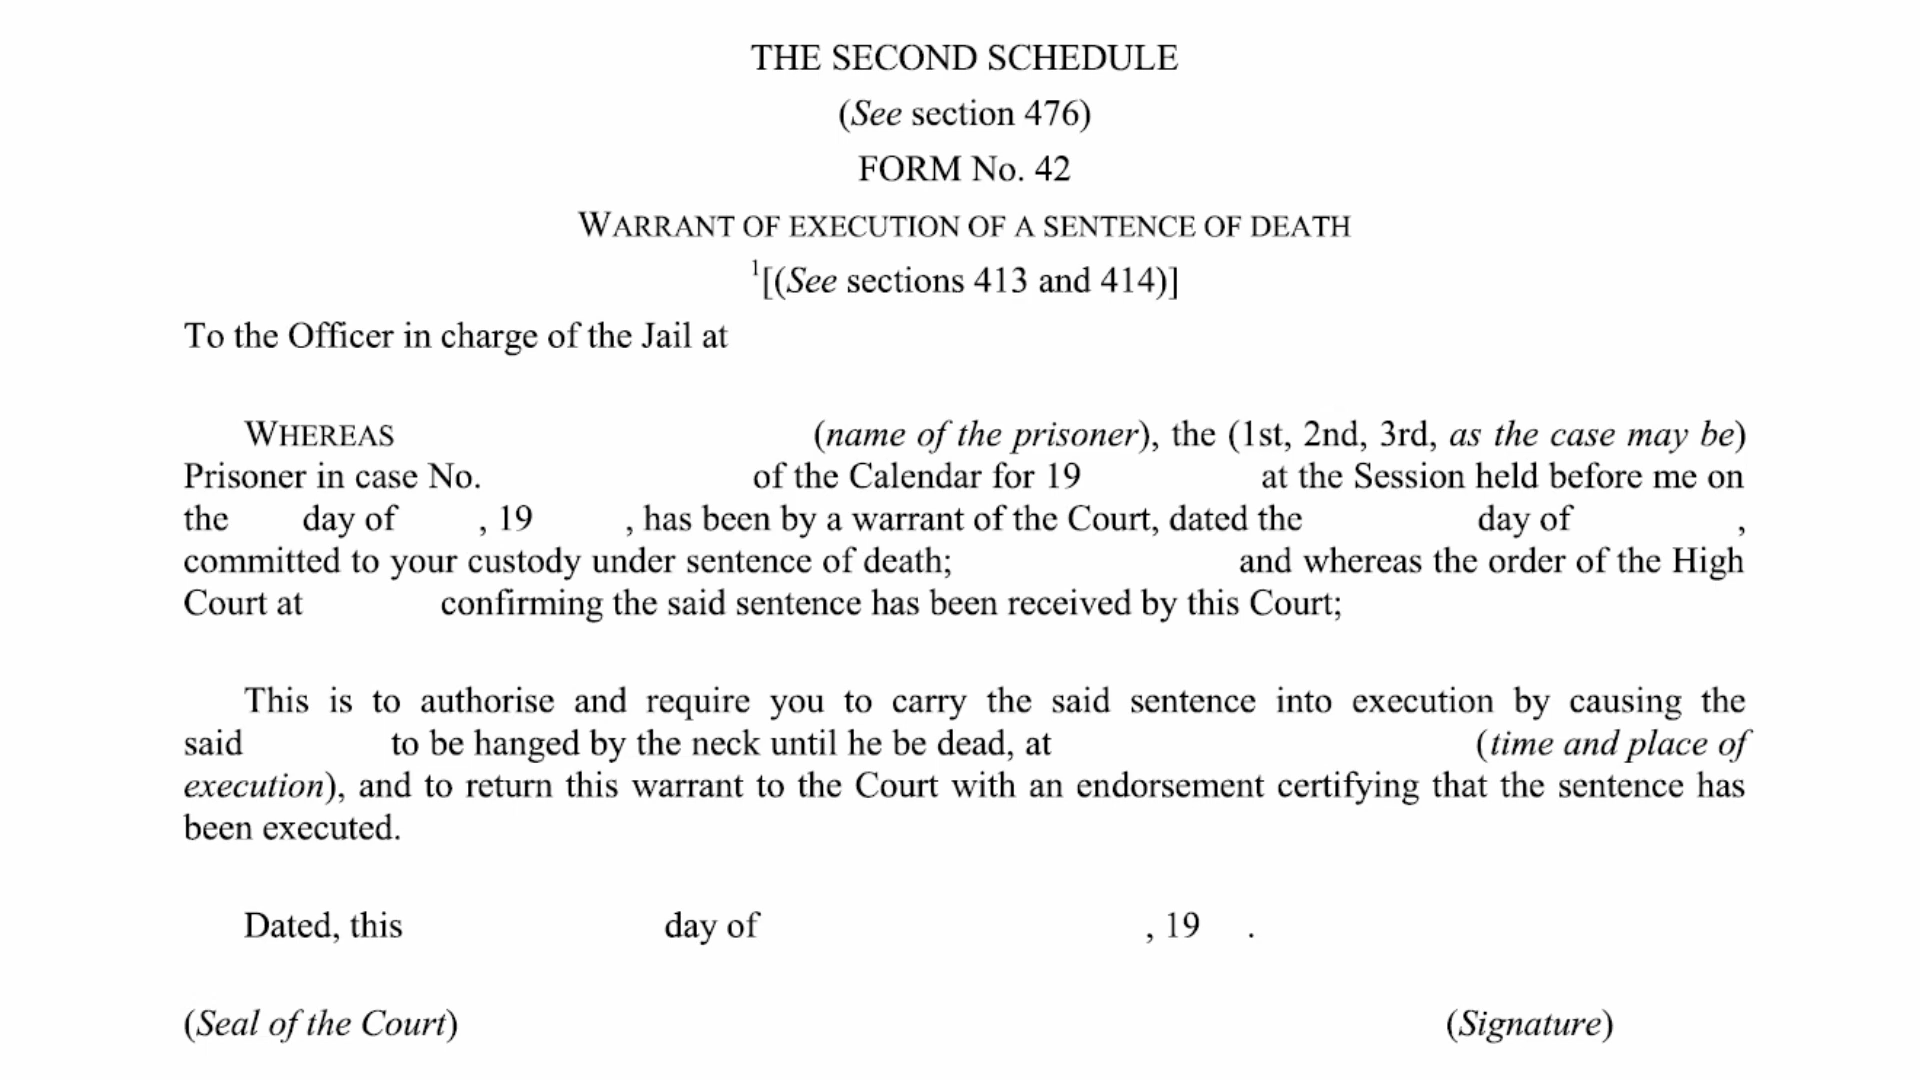 THE SECOND SCHEDULE
(See section 476)
FORM No. 42
WARRANT OF EXECUTION OF A SENTENCE OF DEATH
1[(See sections 413 and 414)]
To the Officer in charge of the Jail at
WHEREAS (name of the prisoner), the (1st, 2nd, 3rd, as the case may be)
Prisoner in case No. of the Calendar for 19 at the Session held before me on
the day of , 19 , has been by a warrant of the Court, dated the day of ,
committed to your custody under sentence of death; and whereas the order of the High
Court at confirming the said sentence has been received by this Court;
This is to authorise and require you to carry the said sentence into execution by causing the
said to be hanged by the neck until he be dead, at (time and place of
execution), and to return this warrant to the Court with an endorsement certifying that the sentence has
been executed.
Dated, this day of , 19 .
(Seal of the Court) (Signature)